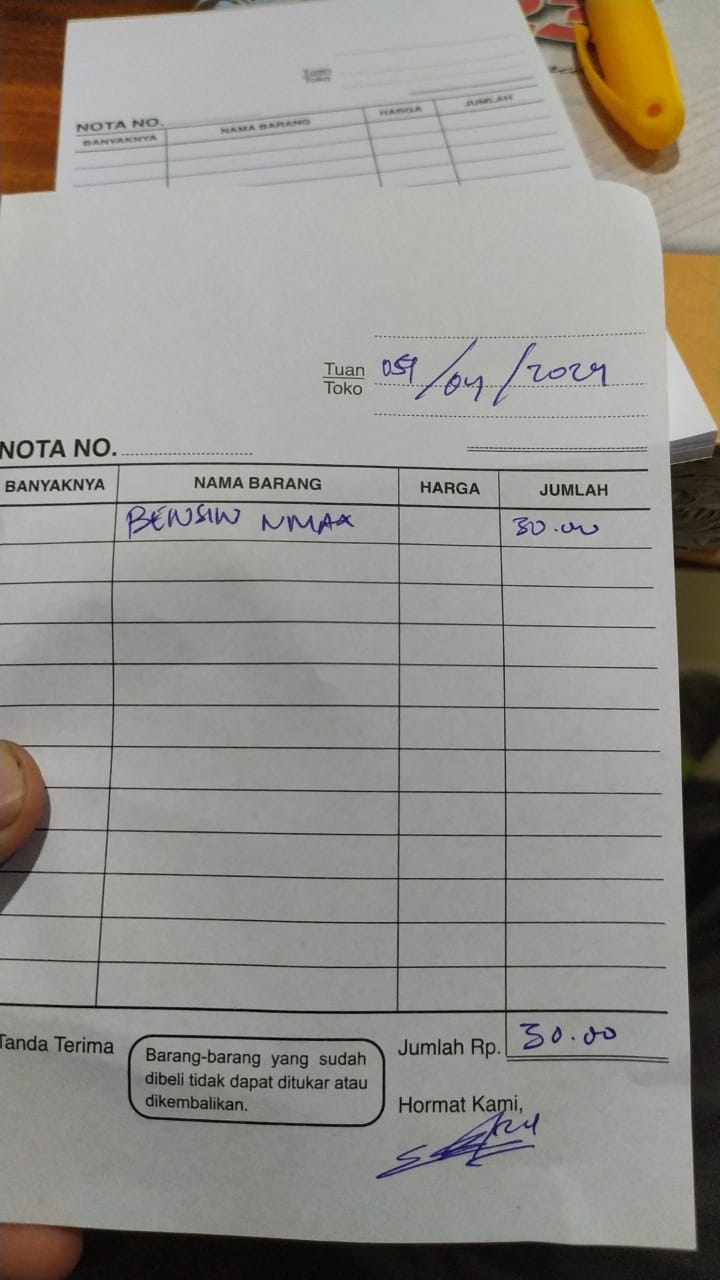 Tuan
Toko
NOTA NO.
BANYAKNYA NAMA BARANG HARGA JUMLAH
Tuan /04/2024
Toko
NOTA NO.
BANYAKNYA NAMA BARANG HARGA JUMLAH
BENSIN NMAX 30.00
Tanda Terima
Barang-barang yang sudah
dibeli tidak dapat ditukar atau
dikembalikan.
Jumlah Rp. 30.00
Hormat Kami,